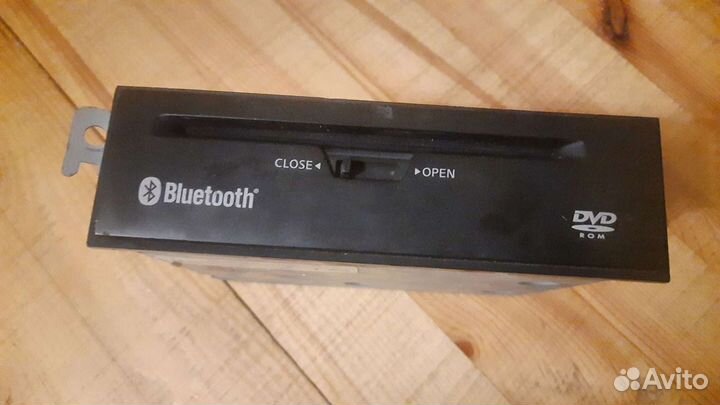 CLOSE◄ ►OPEN
Bluetooth®
DVD
ROM
Avito